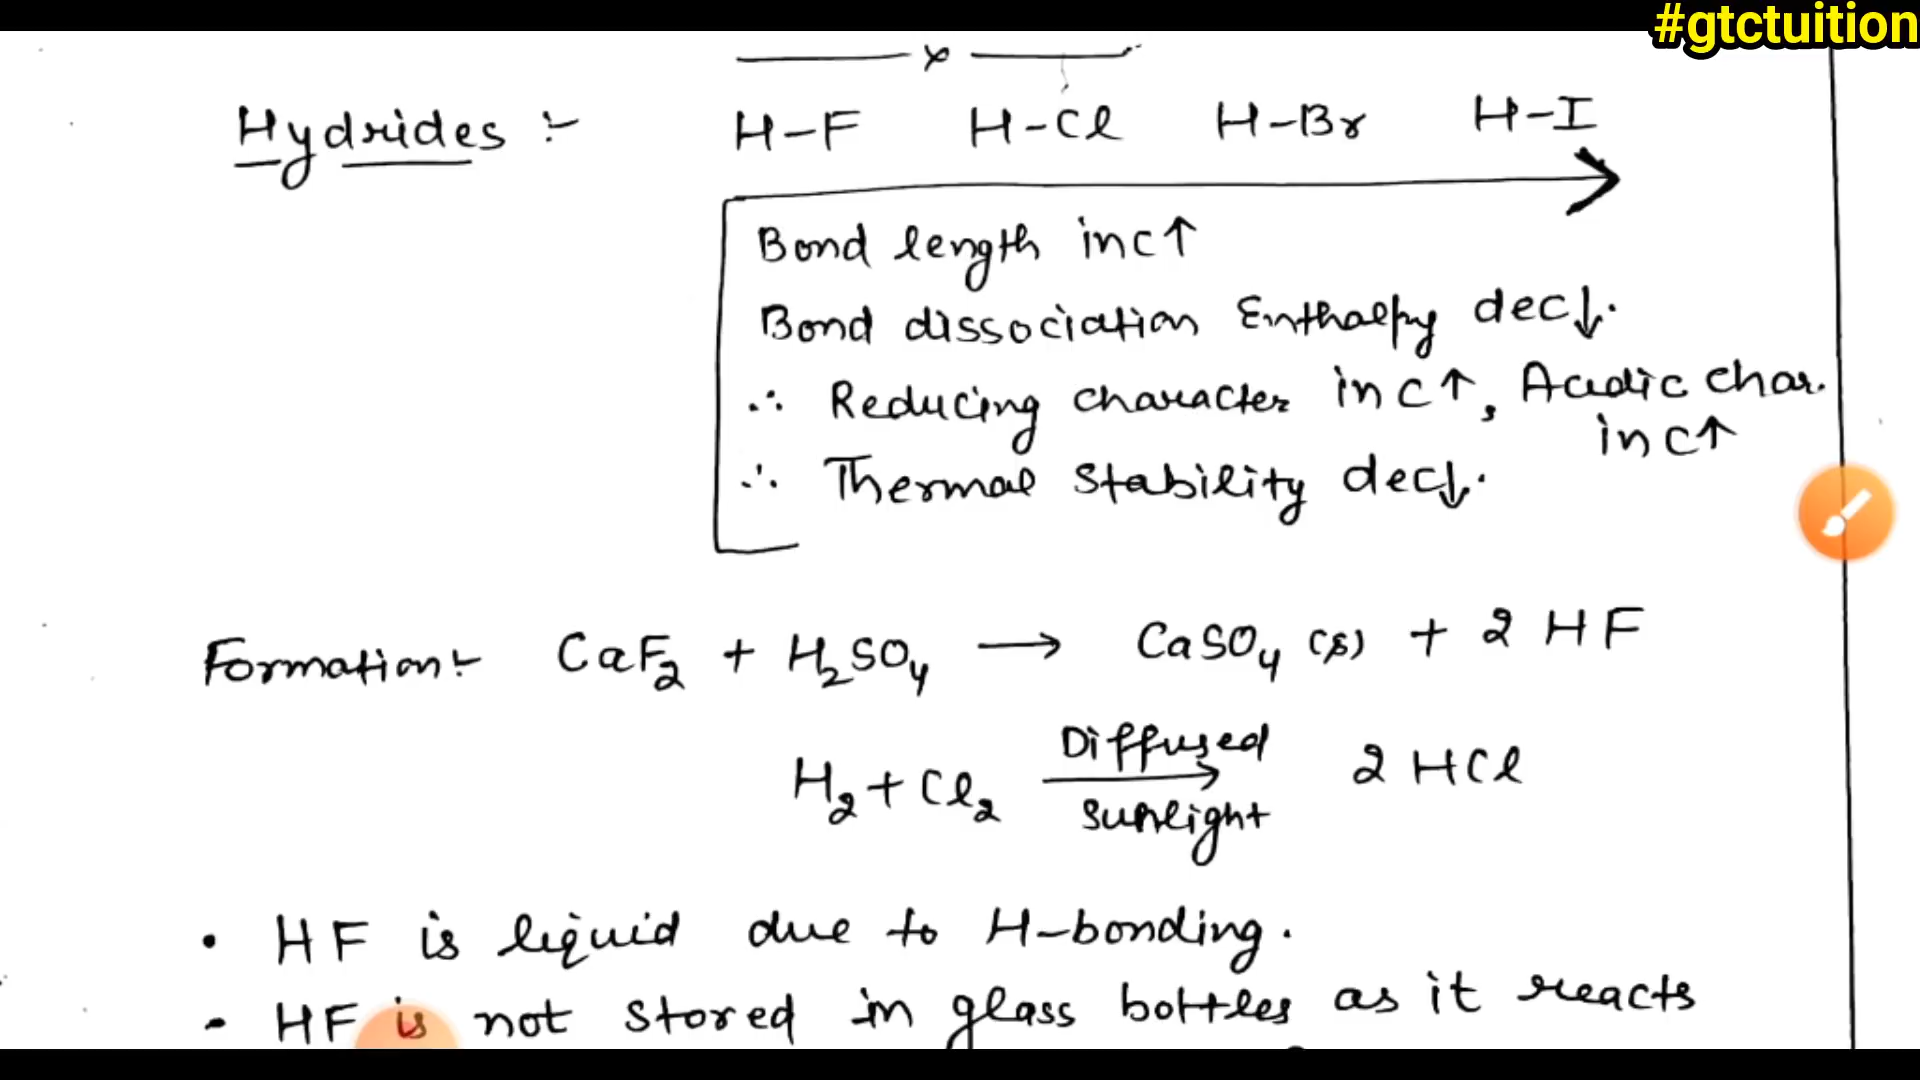 #gtctuition
Hydrides :- H-F H-Cl H-Br H-I
Bond length inc↑
Bond dissociation Enthalpy dec↓.
∴ Reducing character inc↑, Acidic char. inc↑
∴ Thermal Stability dec↓.
Formation:- CaF₂ + H₂SO₄ → CaSO₄ (s) + 2 HF
H₂ + Cl₂ Diffused Sunlight → 2 HCl
• HF is liquid due to H-bonding.
- HF is not stored in glass bottles as it reacts